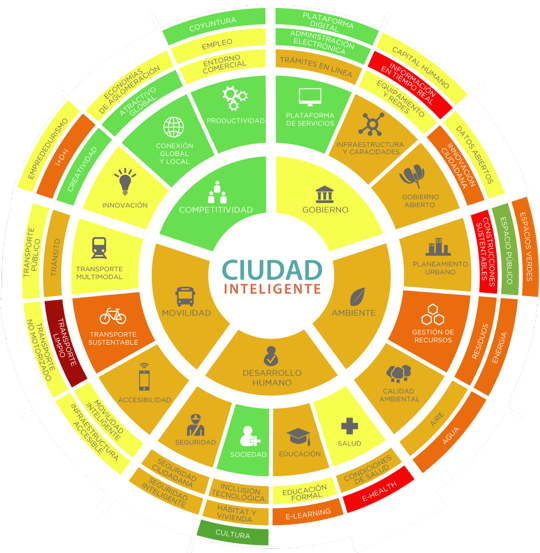 CIUDAD
INTELIGENTE
COMPETITIVIDAD
GOBIERNO
AMBIENTE
DESARROLLO
HUMANO
MOVILIDAD
PRODUCTIVIDAD
CONEXIÓN
GLOBAL
Y LOCAL
INNOVACIÓN
PLATAFORMA
DE SERVICIOS
INFRAESTRUCTURA
Y CAPACIDADES
GOBIERNO
ABIERTO
PLANEAMIENTO
URBANO
GESTIÓN DE
RECURSOS
CALIDAD
AMBIENTAL
SALUD
EDUCACIÓN
SOCIEDAD
SEGURIDAD
ACCESIBILIDAD
TRANSPORTE
SUSTENTABLE
TRANSPORTE
MULTIMODAL
COYUNTURA
EMPLEO
ENTORNO
COMERCIAL
PLATAFORMA
DIGITAL
ADMINISTRACIÓN
ELECTRÓNICA
TRÁMITES EN LÍNEA
CAPITAL HUMANO
INFORMACIÓN
EN TIEMPO REAL
EQUIPAMIENTO
Y REDES
DATOS ABIERTOS
INNOVACIÓN
CIUDADANA
ESPACIOS VERDES
ESPACIO PÚBLICO
CONSTRUCCIONES
SUSTENTABLES
ENERGÍA
RESIDUOS
AIRE
AGUA
CONDICIONES
DE SALUD
E-HEALTH
EDUCACIÓN
FORMAL
E-LEARNING
INCLUSIÓN
TECNOLÓGICA
HÁBITAT Y
VIVIENDA
CULTURA
SEGURIDAD
CIUDADANA
SEGURIDAD
INTELIGENTE
MOVILIDAD
INTELIGENTE
INFRAESTRUCTURA
ACCESIBLE
TRANSPORTE
LIMPIO
TRANSPORTE
NO MOTORIZADO
TRÁNSITO
TRANSPORTE
PÚBLICO
CREATIVIDAD
I+D+I
EMPREDEDURISMO
ATRACTIVO
GLOBAL
ECONOMÍAS
DE AGLOMERACIÓN